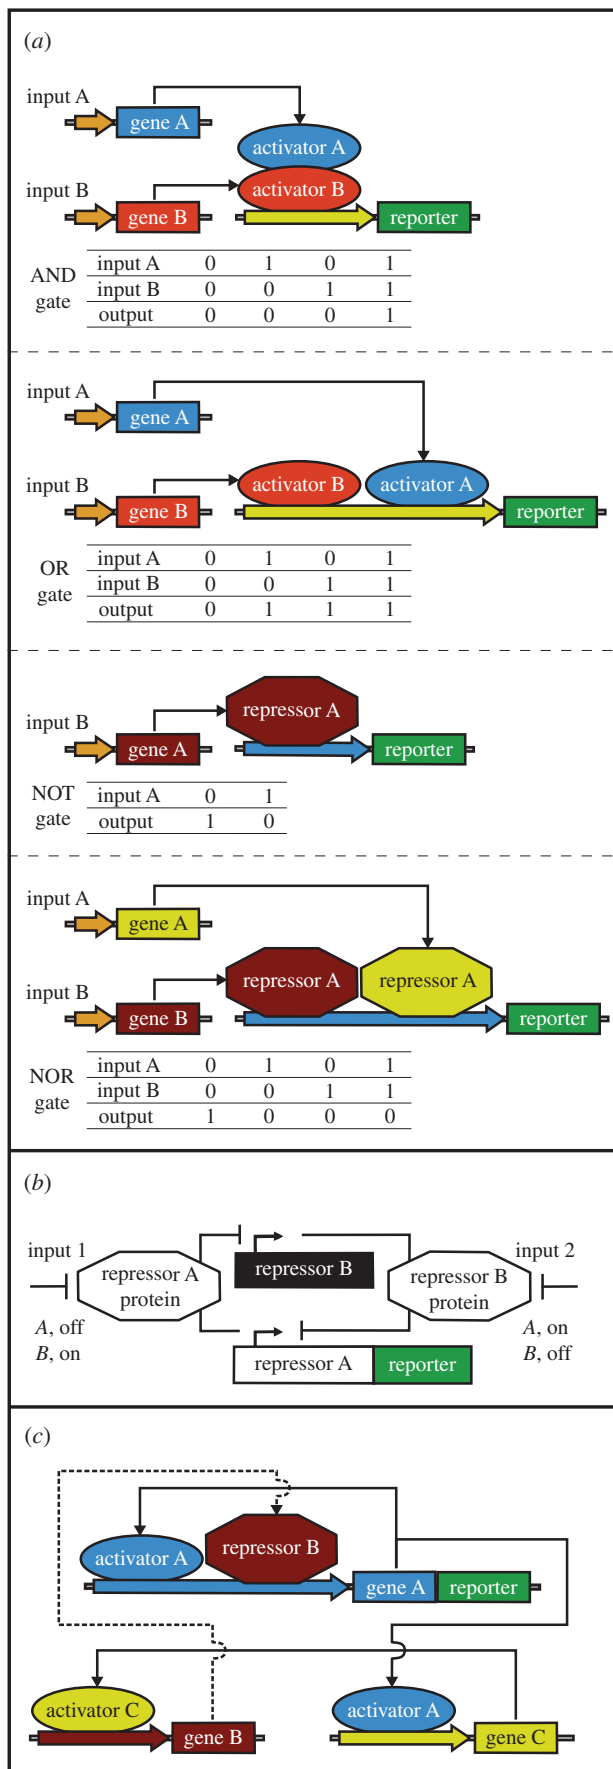 (a)
input A
gene A
activator A
input B
gene B
activator B
reporter
AND gate
input A 0 1 0 1
input B 0 0 1 1
output 0 0 0 1
input A
gene A
input B
gene B
activator B
activator A
reporter
OR gate
input A 0 1 0 1
input B 0 0 1 1
output 0 1 1 1
input B
gene A
repressor A
reporter
NOT gate
input A 0 1
output 1 0
input A
gene A
input B
gene B
repressor A
repressor A
reporter
NOR gate
input A 0 1 0 1
input B 0 0 1 1
output 1 0 0 0
(b)
input 1
repressor A
protein
A, off
B, on
repressor B
repressor A
reporter
input 2
repressor B
protein
A, on
B, off
(c)
activator A
repressor B
gene A
reporter
activator C
gene B
activator A
gene C